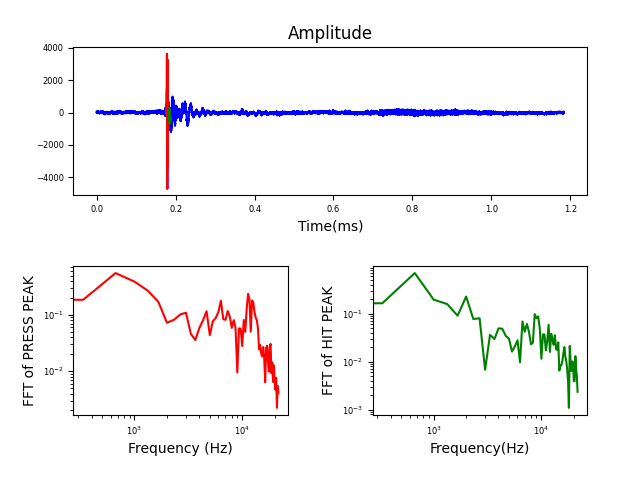 Amplitude
4000
2000
0
−2000
−4000
0.0 0.2 0.4 0.6 0.8 1.0 1.2
Time(ms)
FFT of PRESS PEAK
10⁻¹
10⁻²
10³ 10⁴
Frequency (Hz)
FFT of HIT PEAK
10⁻¹
10⁻²
10⁻³
10³ 10⁴
Frequency(Hz)